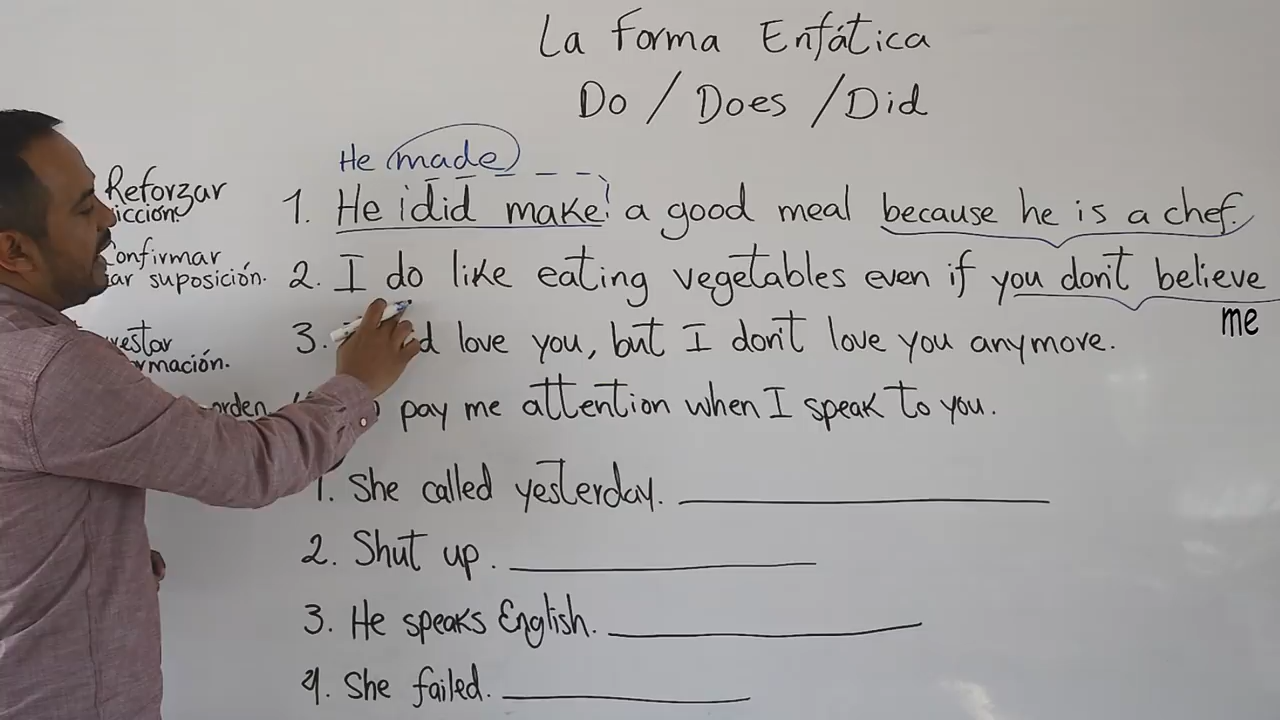 La Forma Enfática
Do / Does / Did
He made
Reforzar
1. He did make a good meal because he is a chef.
2. I do like eating vegetables even if you don't believe
me
3. love you, but I don't love you anymore.
pay me attention when I speak to you.
suposición.
orden
1. She called yesterday.
2. Shut up.
3. He speaks English.
4. She failed.